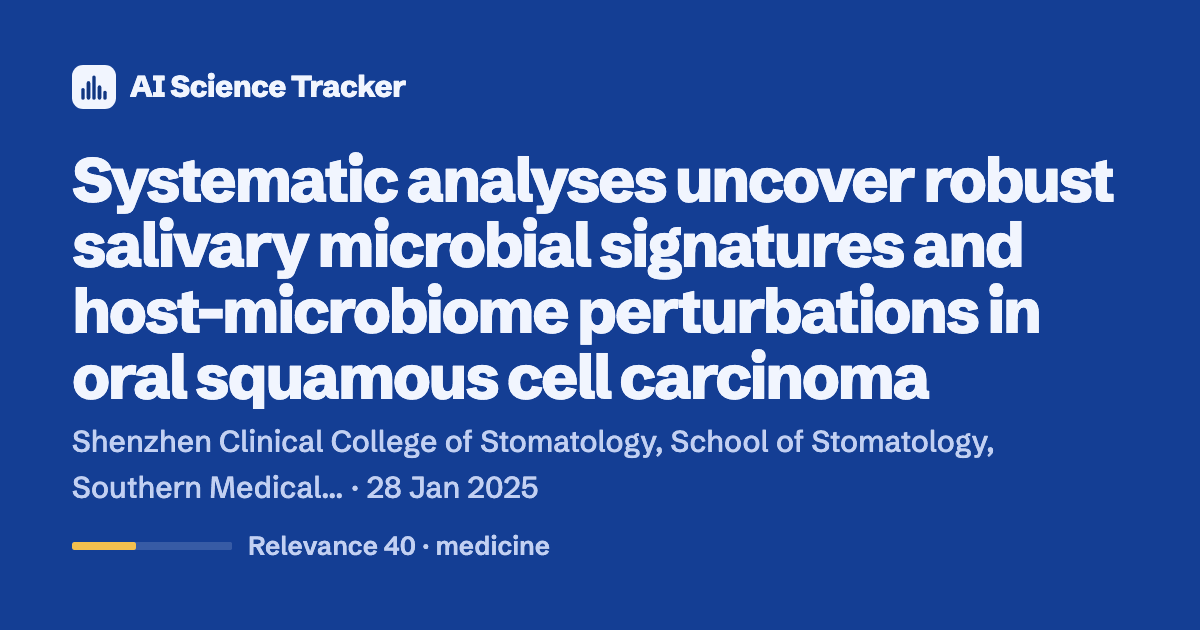 AI Science Tracker
Systematic analyses uncover robust
salivary microbial signatures and
host-microbiome perturbations in
oral squamous cell carcinoma
Shenzhen Clinical College of Stomatology, School of Stomatology,
Southern Medical... · 28 Jan 2025
Relevance 40 · medicine